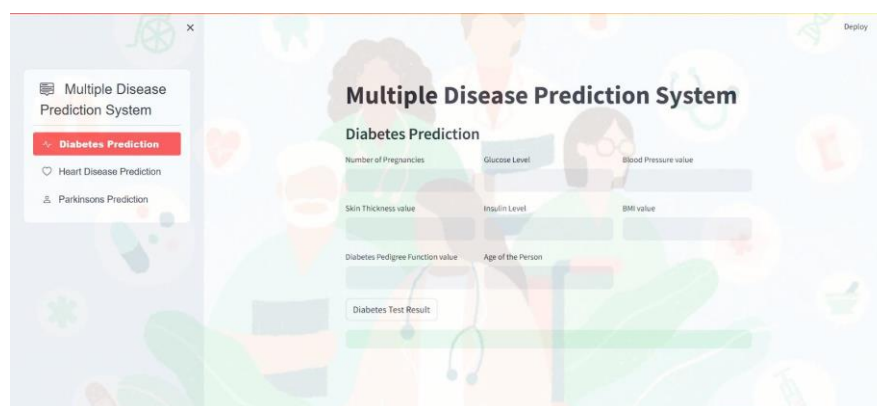 ×
Deploy
Multiple Disease
Prediction System
Diabetes Prediction
Heart Disease Prediction
Parkinsons Prediction
Multiple Disease Prediction System
Diabetes Prediction
Number of Pregnancies
Glucose Level
Blood Pressure value
Skin Thickness value
Insulin Level
BMI value
Diabetes Pedigree Function value
Age of the Person
Diabetes Test Result